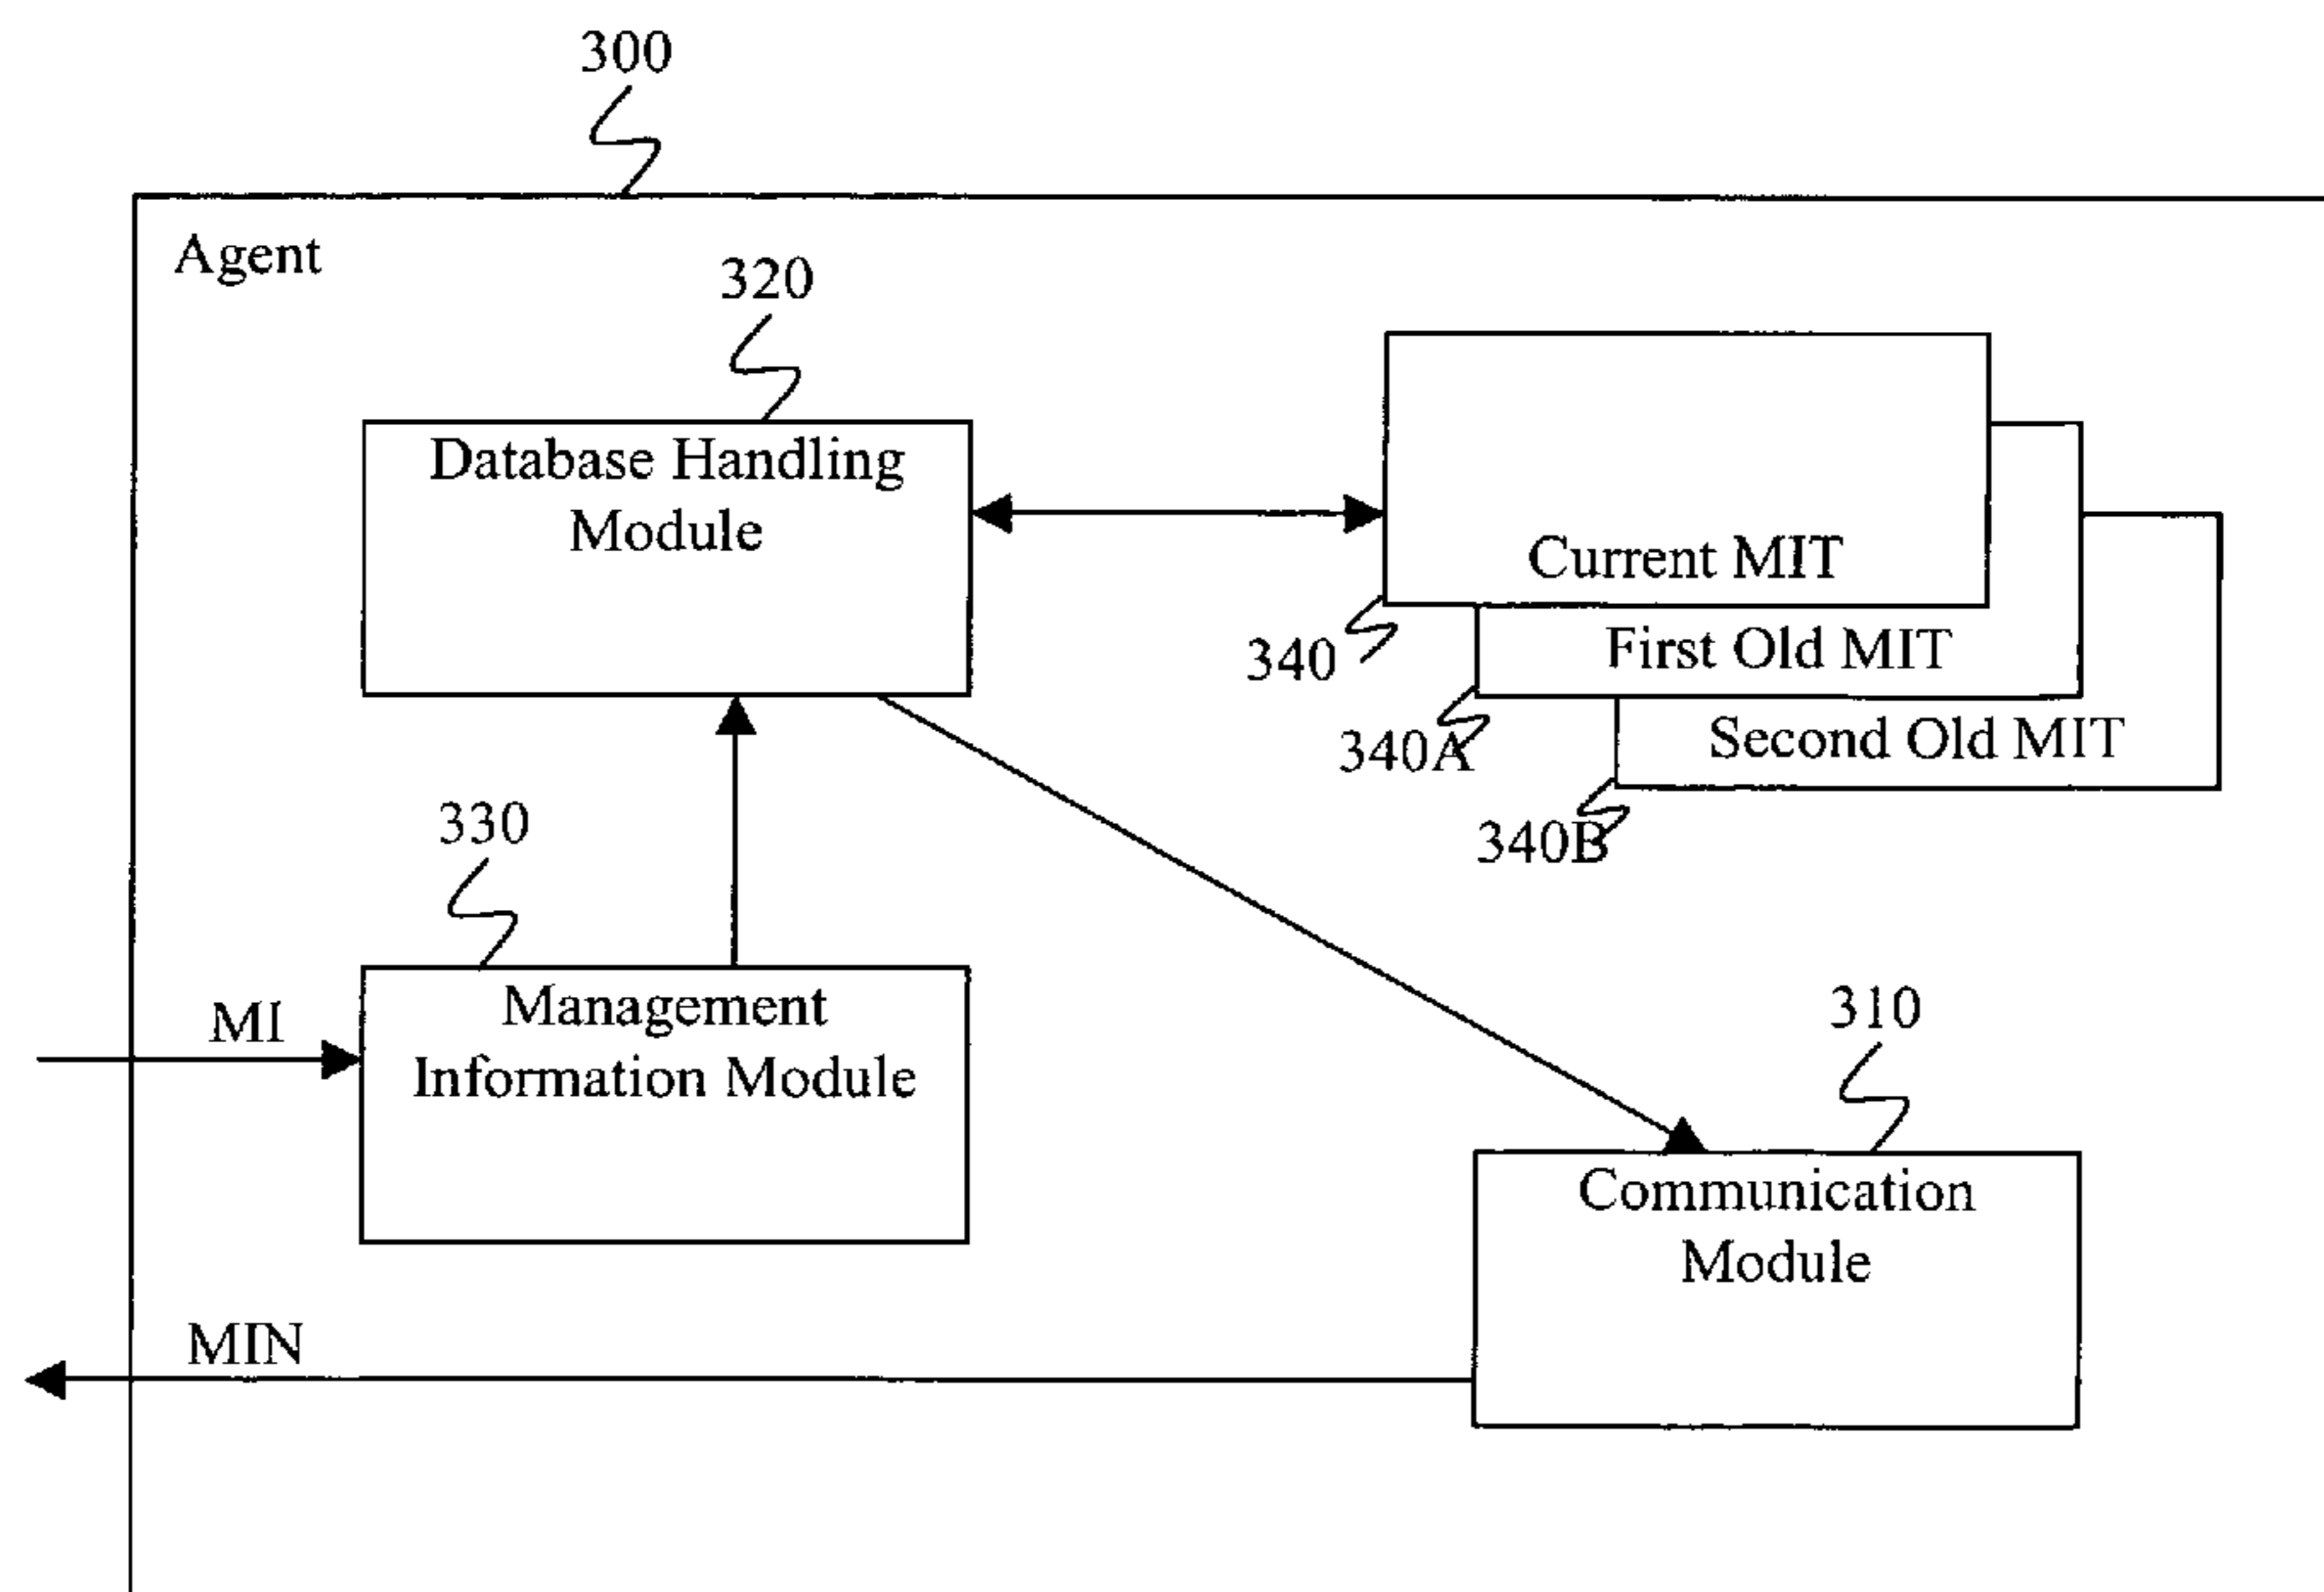 300
Agent
320
Database Handling
Module
Current MIT
340
First Old MIT
340A
Second Old MIT
340B
330
Management
Information Module
MI
310
Communication
Module
MIN